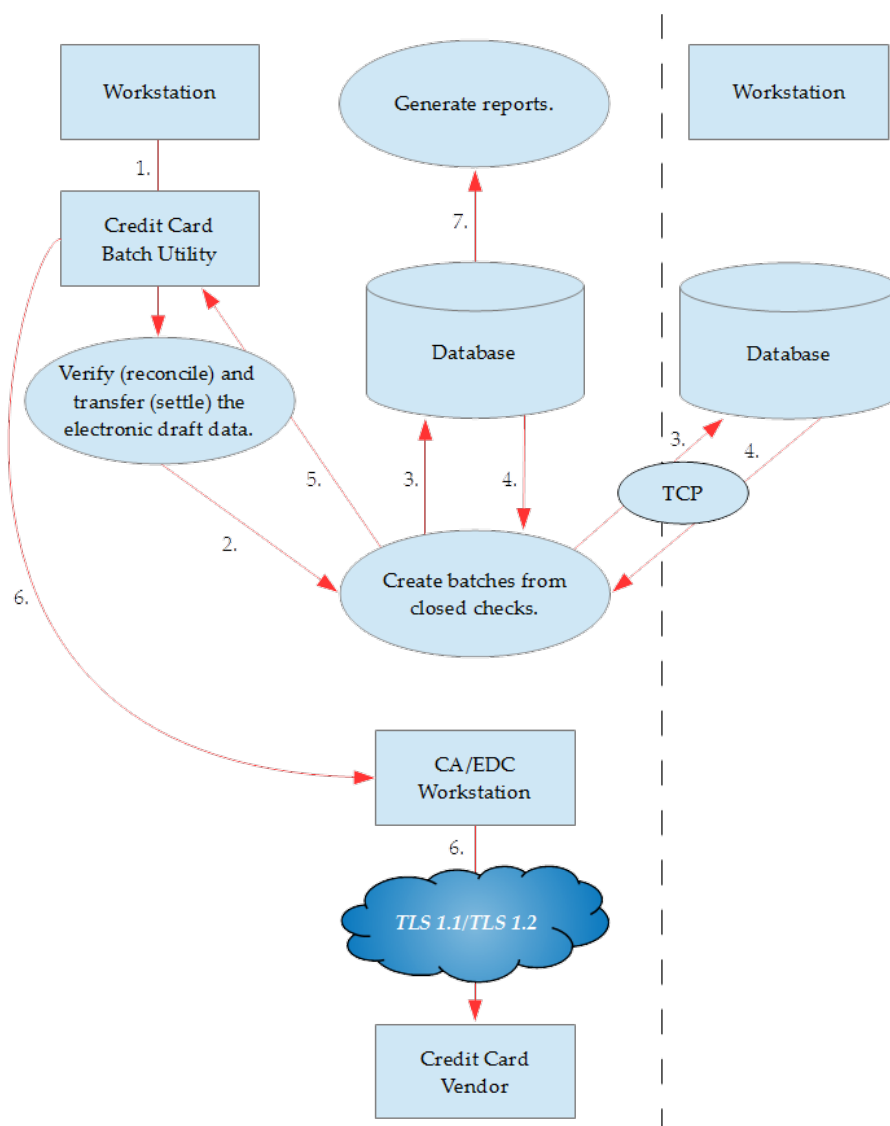 Workstation
Generate reports.
Workstation
1.
Credit Card
Batch Utility
7.
Database
Database
Verify (reconcile) and
transfer (settle) the
electronic draft data.
5.
3.
4.
3.
4.
TCP
2.
Create batches from
closed checks.
6.
CA/EDC
Workstation
6.
TLS 1.1/TLS 1.2
Credit Card
Vendor